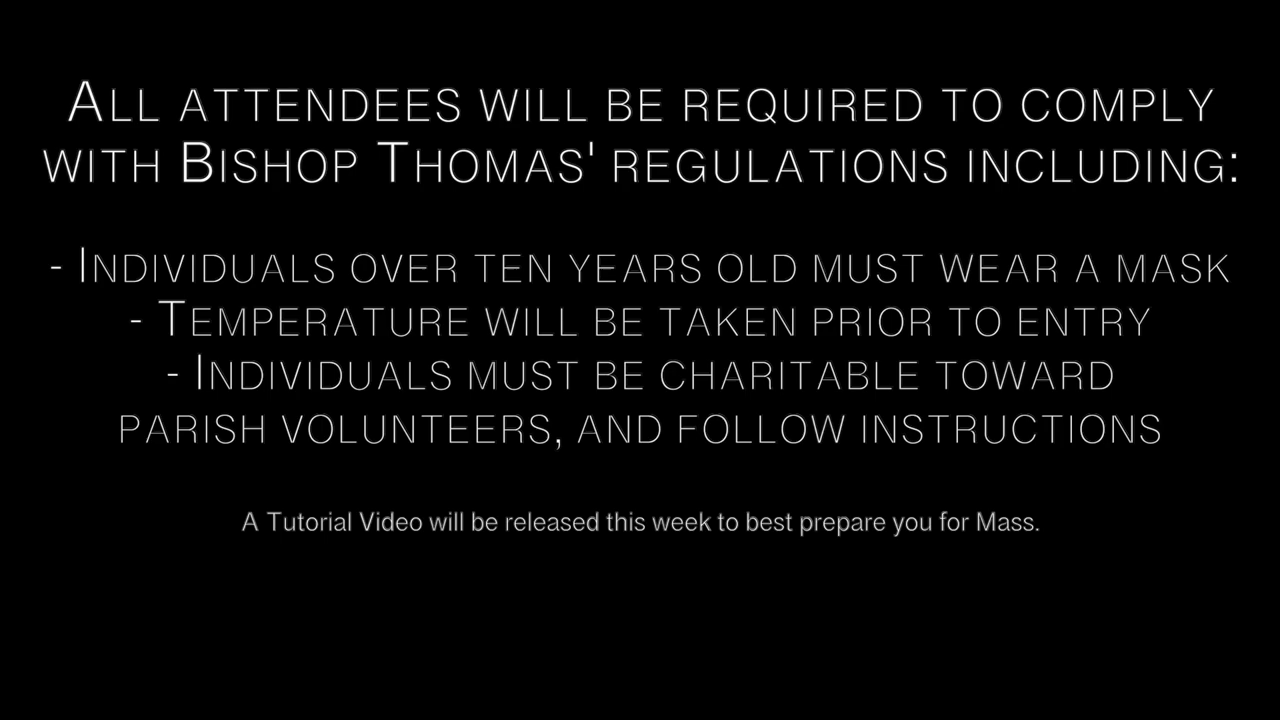 All attendees will be required to comply
with Bishop Thomas' regulations including:
- Individuals over ten years old must wear a mask
- Temperature will be taken prior to entry
- Individuals must be charitable toward
parish volunteers, and follow instructions
A Tutorial Video will be released this week to best prepare you for Mass.